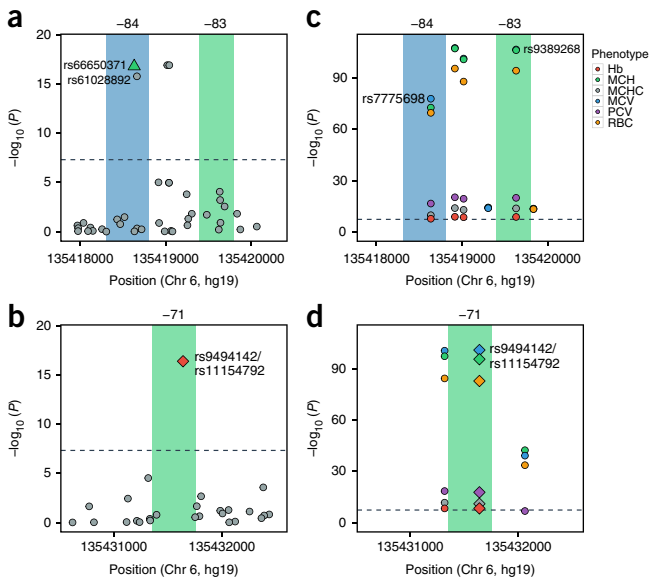 a
−84
−83
20
15
10
5
0
−log10 (P)
rs66650371
rs61028892
135418000
135419000
135420000
Position (Chr 6, hg19)
c
−84
−83
90
60
30
0
−log10 (P)
rs7775698
rs9389268
135418000
135419000
135420000
Position (Chr 6, hg19)
Phenotype
Hb
MCH
MCHC
MCV
PCV
RBC
b
−71
20
15
10
5
0
−log10 (P)
rs9494142/
rs11154792
135431000
135432000
Position (Chr 6, hg19)
d
−71
90
60
30
0
−log10 (P)
rs9494142/
rs11154792
135431000
135432000
Position (Chr 6, hg19)